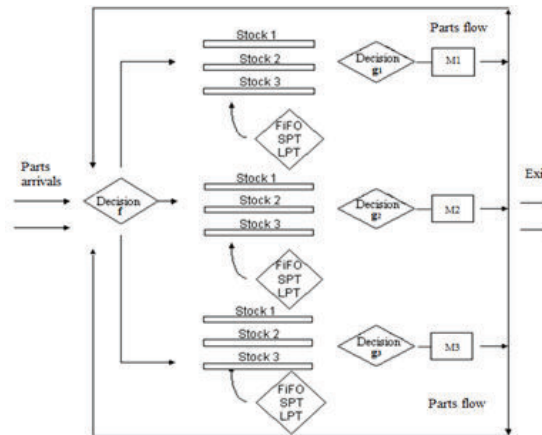 Parts flow
Stock 1
Stock 2
Stock 3
Decision
g1
M1
FiFO
SPT
LPT
Parts
arrivals
Decision
f
Stock 1
Stock 2
Stock 3
Decision
g2
M2
Exi
FiFO
SPT
LPT
Stock 1
Stock 2
Stock 3
Decision
g3
M3
FiFO
SPT
LPT
Parts flow